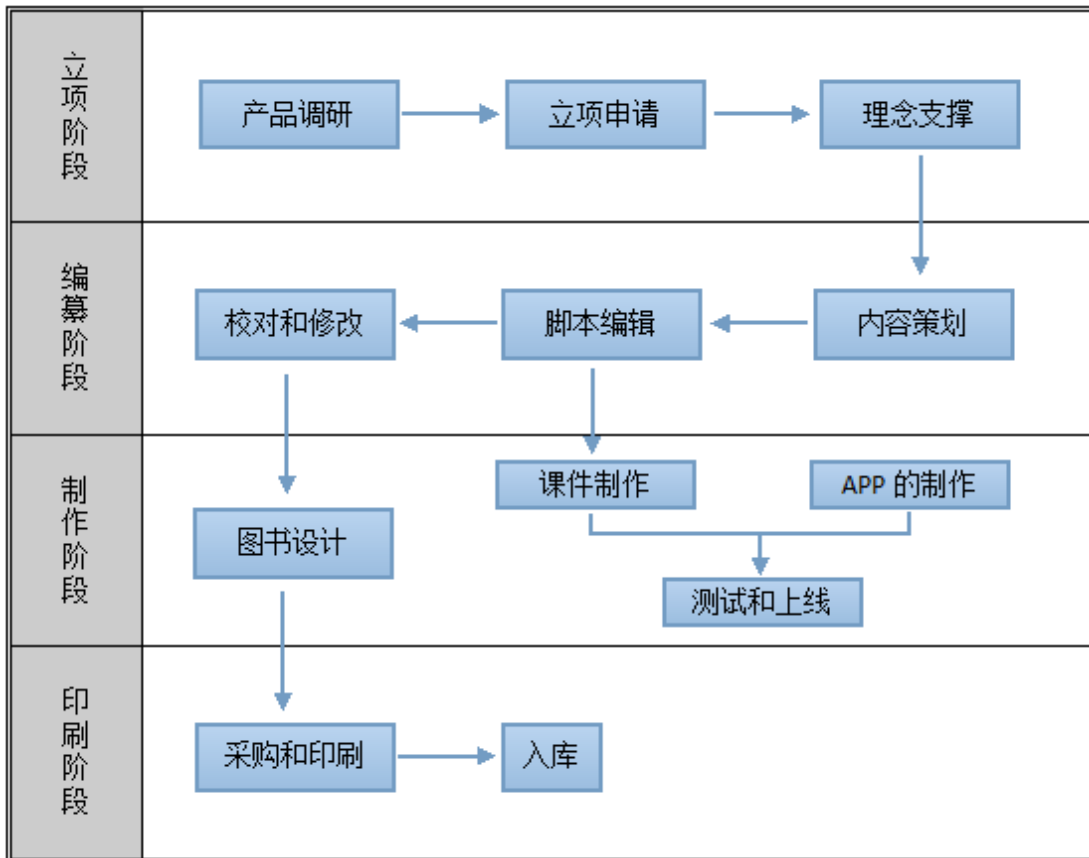 立项阶段
产品调研
立项申请
理念支撑
编纂阶段
校对和修改
脚本编辑
内容策划
制作阶段
课件制作
APP 的制作
图书设计
测试和上线
印刷阶段
采购和印刷
入库